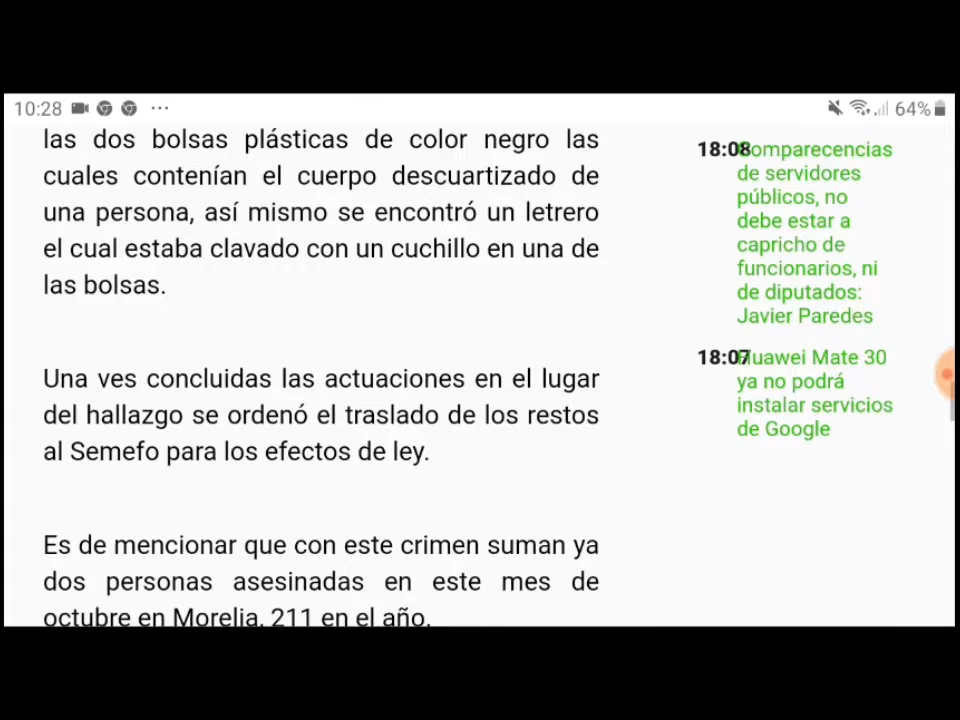 10:28
64%
las dos bolsas plásticas de color negro las
cuales contenían el cuerpo descuartizado de
una persona, así mismo se encontró un letrero
el cual estaba clavado con un cuchillo en una de
las bolsas.
Una ves concluidas las actuaciones en el lugar
del hallazgo se ordenó el traslado de los restos
al Semefo para los efectos de ley.
Es de mencionar que con este crimen suman ya
dos personas asesinadas en este mes de
octubre en Morelia, 211 en el año.
18:08 Comparecencias
de servidores
públicos, no
debe estar a
capricho de
funcionarios, ni
de diputados:
Javier Paredes
18:07 Huawei Mate 30
ya no podrá
instalar servicios
de Google